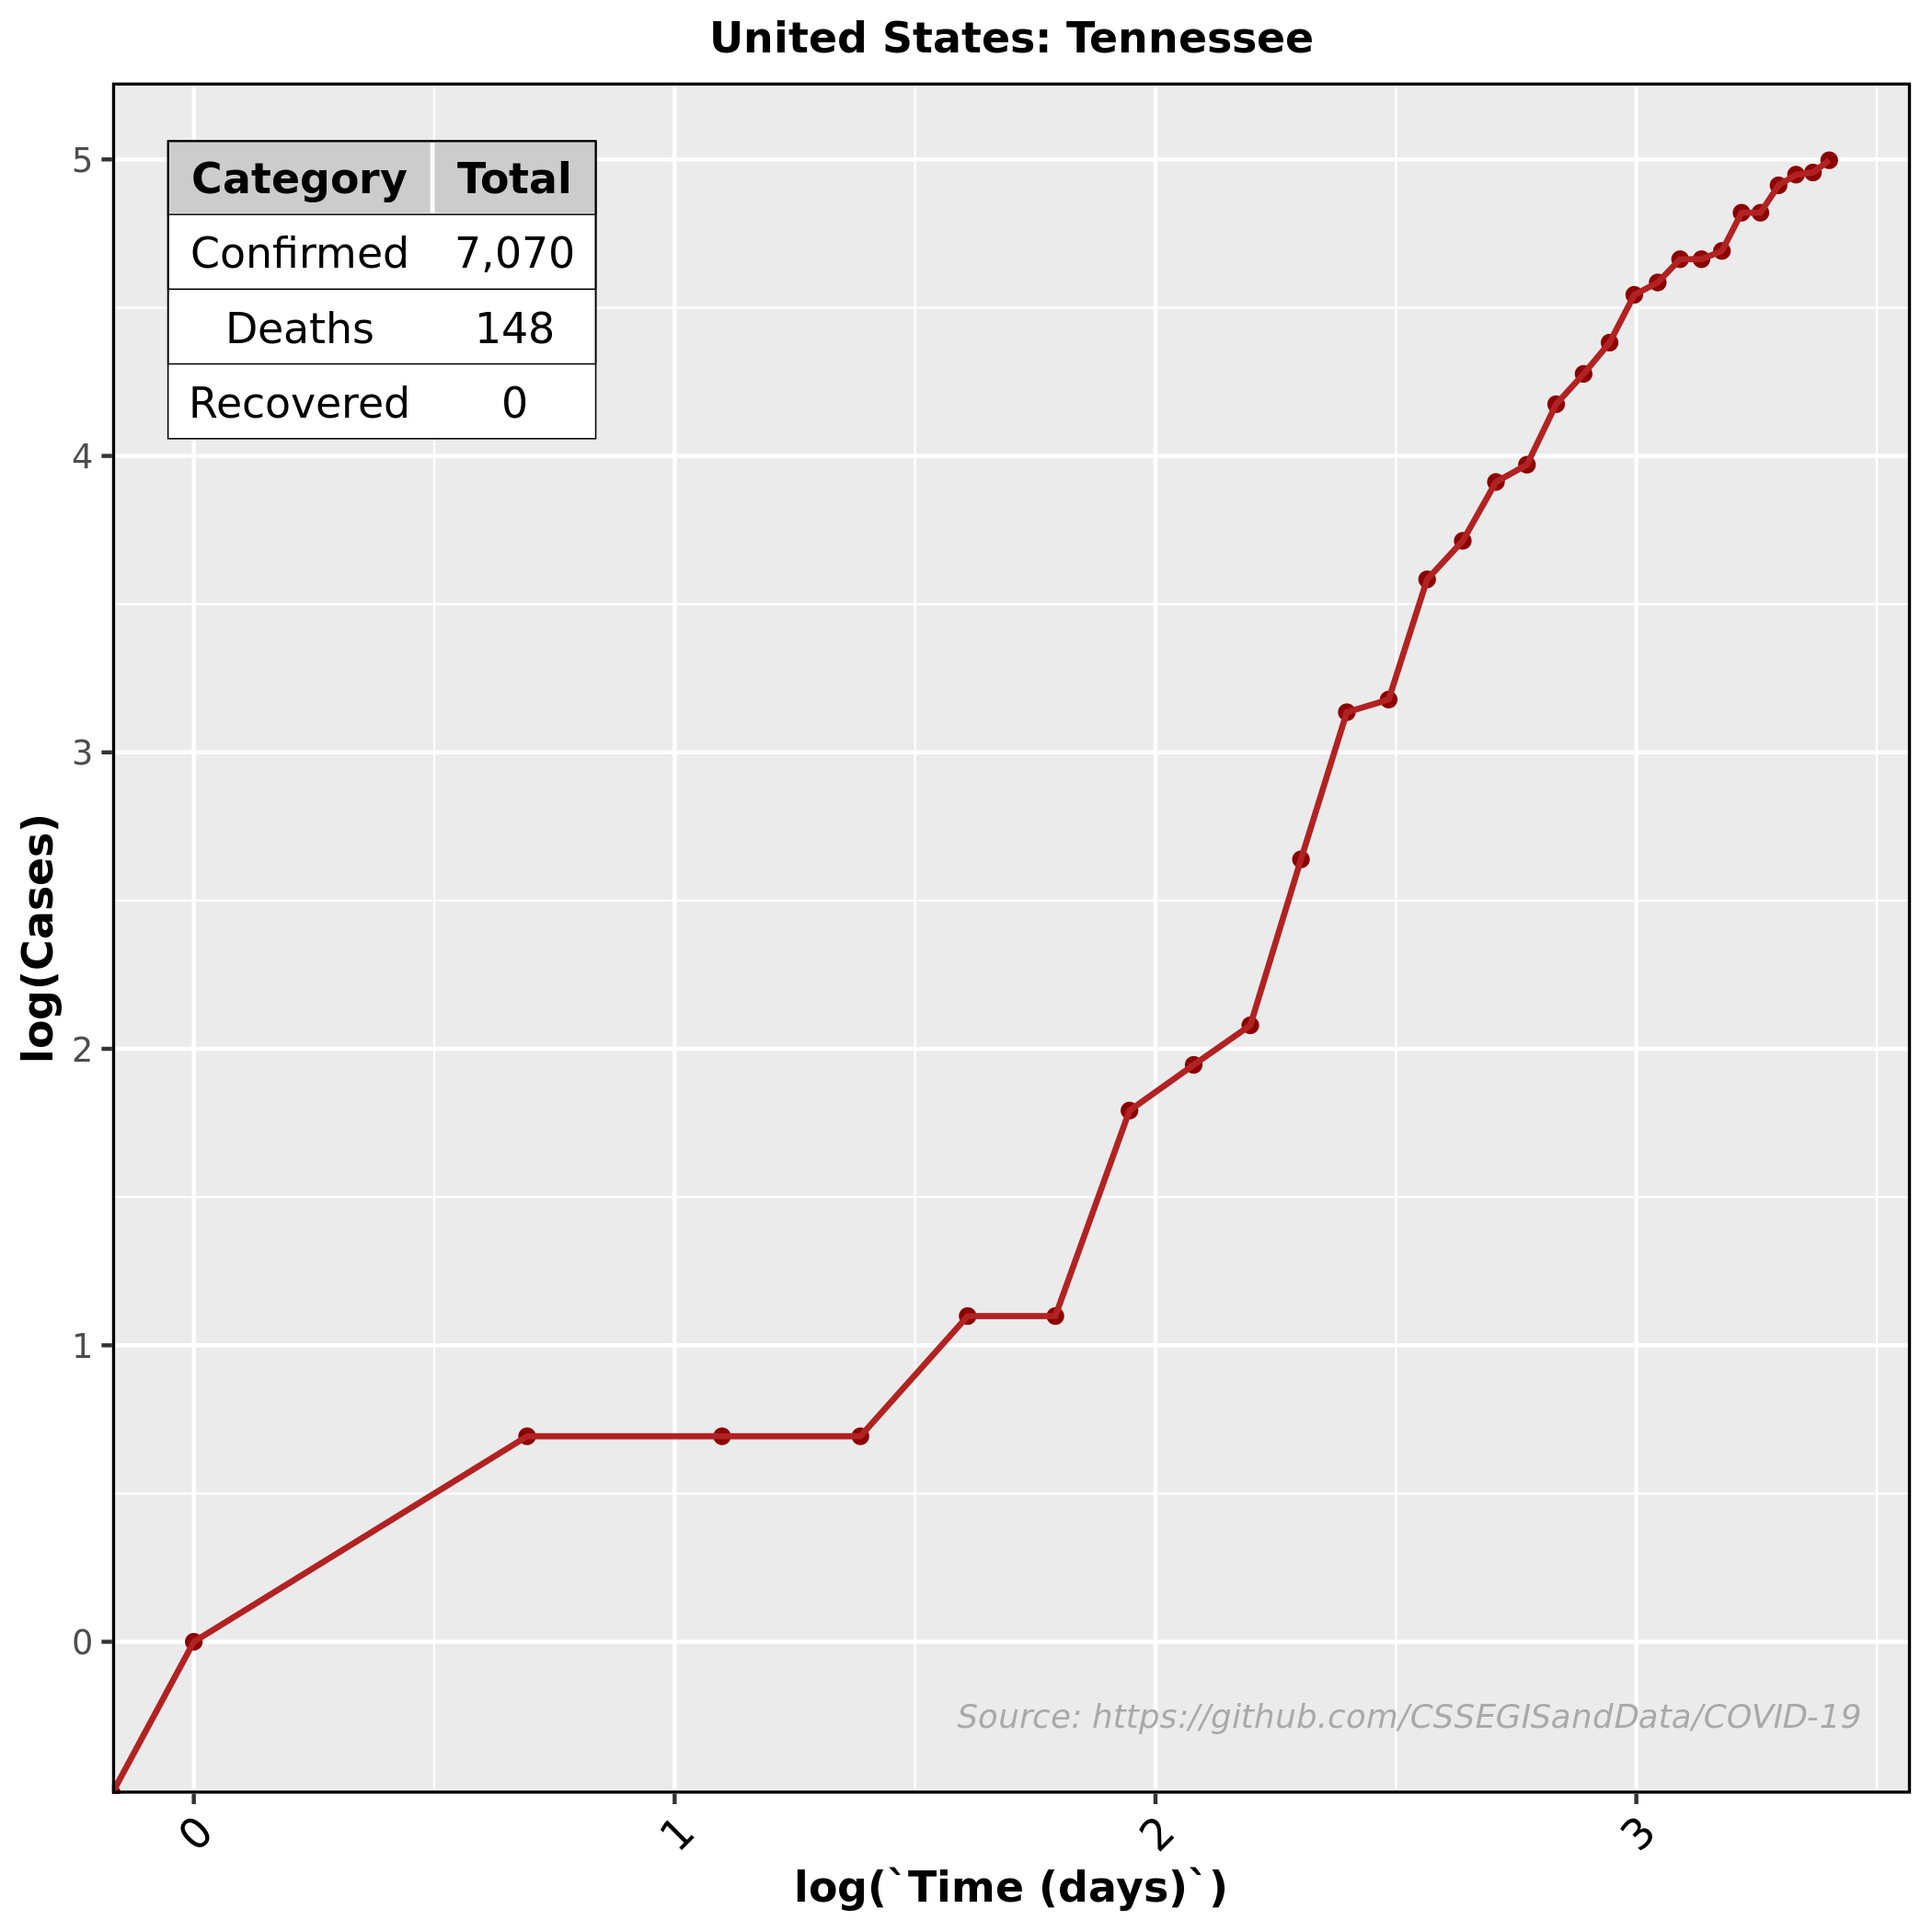 United States: Tennessee
Category Total
Confirmed 7,070
Deaths 148
Recovered 0
5
4
3
2
1
0
log(Cases)
Source: https://github.com/CSSEGISandData/COVID-19
0 1 2 3
log(`Time (days)`)